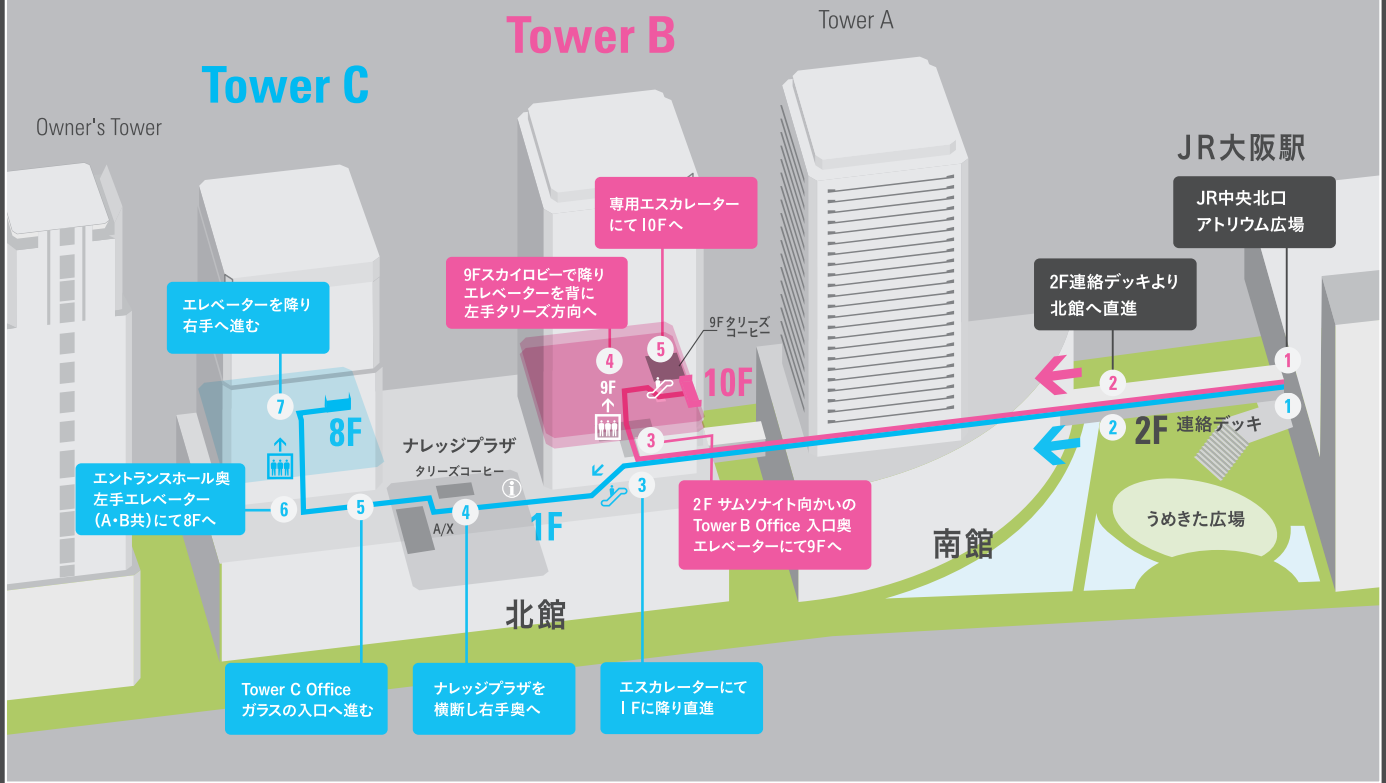 Tower A
Tower B
Tower C
Owner's Tower
JR大阪駅
JR中央北口
アトリウム広場
2F連絡デッキより
北館へ直進
専用エスカレーター
にて10Fへ
9Fスカイロビーで降り
エレベーターを背に
左手タリーズ方向へ
エレベーターを降り
右手へ進む
9Fタリーズ
コーヒー
1
1
2
2
2F 連絡デッキ
5
4
9F
10F
3
7
8F
ナレッジプラザ
タリーズコーヒー
エントランスホール奥
左手エレベーター
(A・B共)にて8Fへ
6
5
4
A/X
i
1F
3
2F サムソナイト向かいの
Tower B Office 入口奥
エレベーターにて9Fへ
うめきた広場
南館
北館
Tower C Office
ガラスの入口へ進む
ナレッジプラザを
横断し右手奥へ
エスカレーターにて
1Fに降り直進